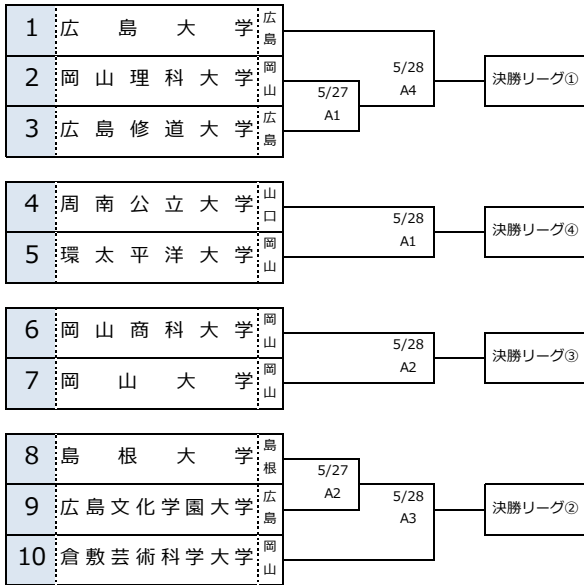 1 広島大学 広島
2 岡山理科大学 岡山
3 広島修道大学 広島
5/27
A1
5/28
A4
決勝リーグ①
4 周南公立大学 山口
5 環太平洋大学 岡山
5/28
A1
決勝リーグ④
6 岡山商科大学 岡山
7 岡山大学 岡山
5/28
A2
決勝リーグ③
8 島根大学 島根
9 広島文化学園大学 広島
10 倉敷芸術科学大学 岡山
5/27
A2
5/28
A3
決勝リーグ②